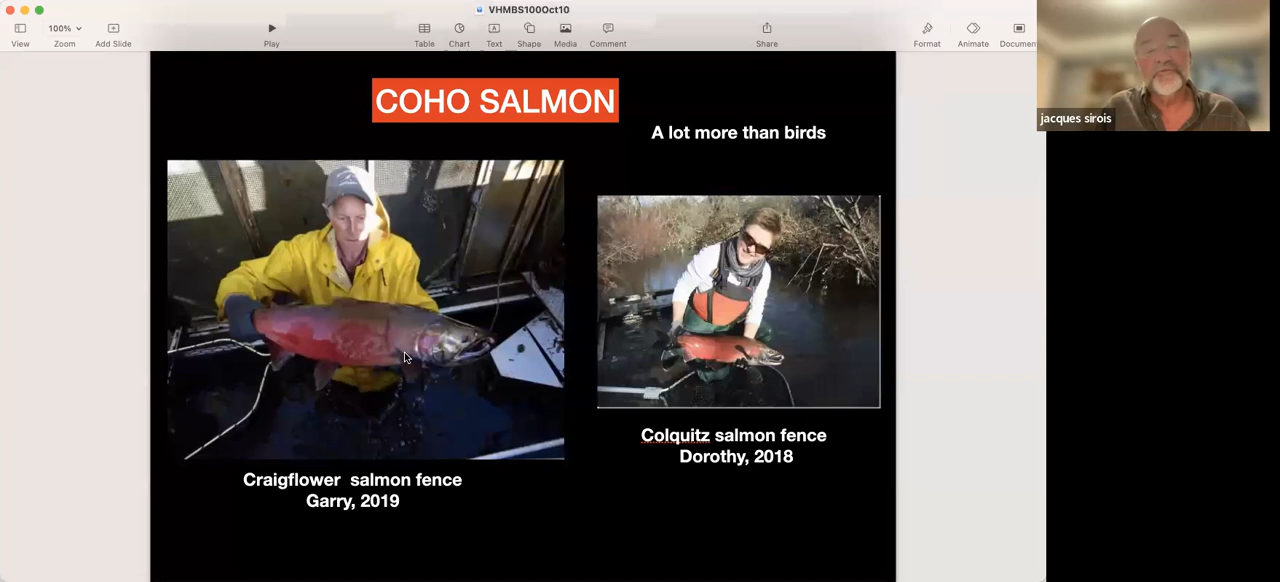 VHMBS100Oct10
100%
View
Zoom
Add Slide
Play
Table
Chart
Text
Shape
Media
Comment
Share
Format
Animate
Documen
jacques sirois
COHO SALMON
A lot more than birds
Colquitz salmon fence
Dorothy, 2018
Craigflower salmon fence
Garry, 2019